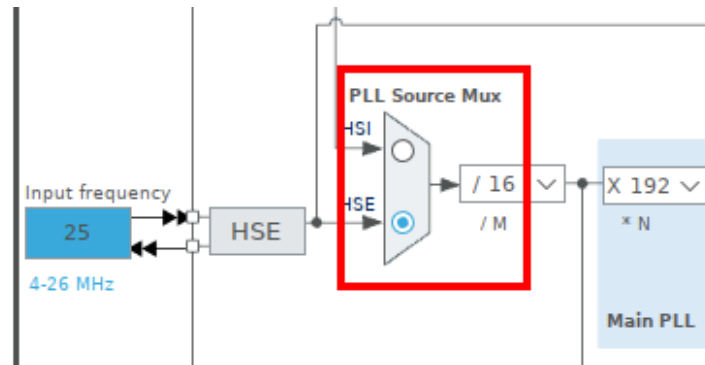 PLL Source Mux
HSI
/ 16
X 192
Input frequency
HSE
25
HSE
/ M
* N
4-26 MHz
Main PLL